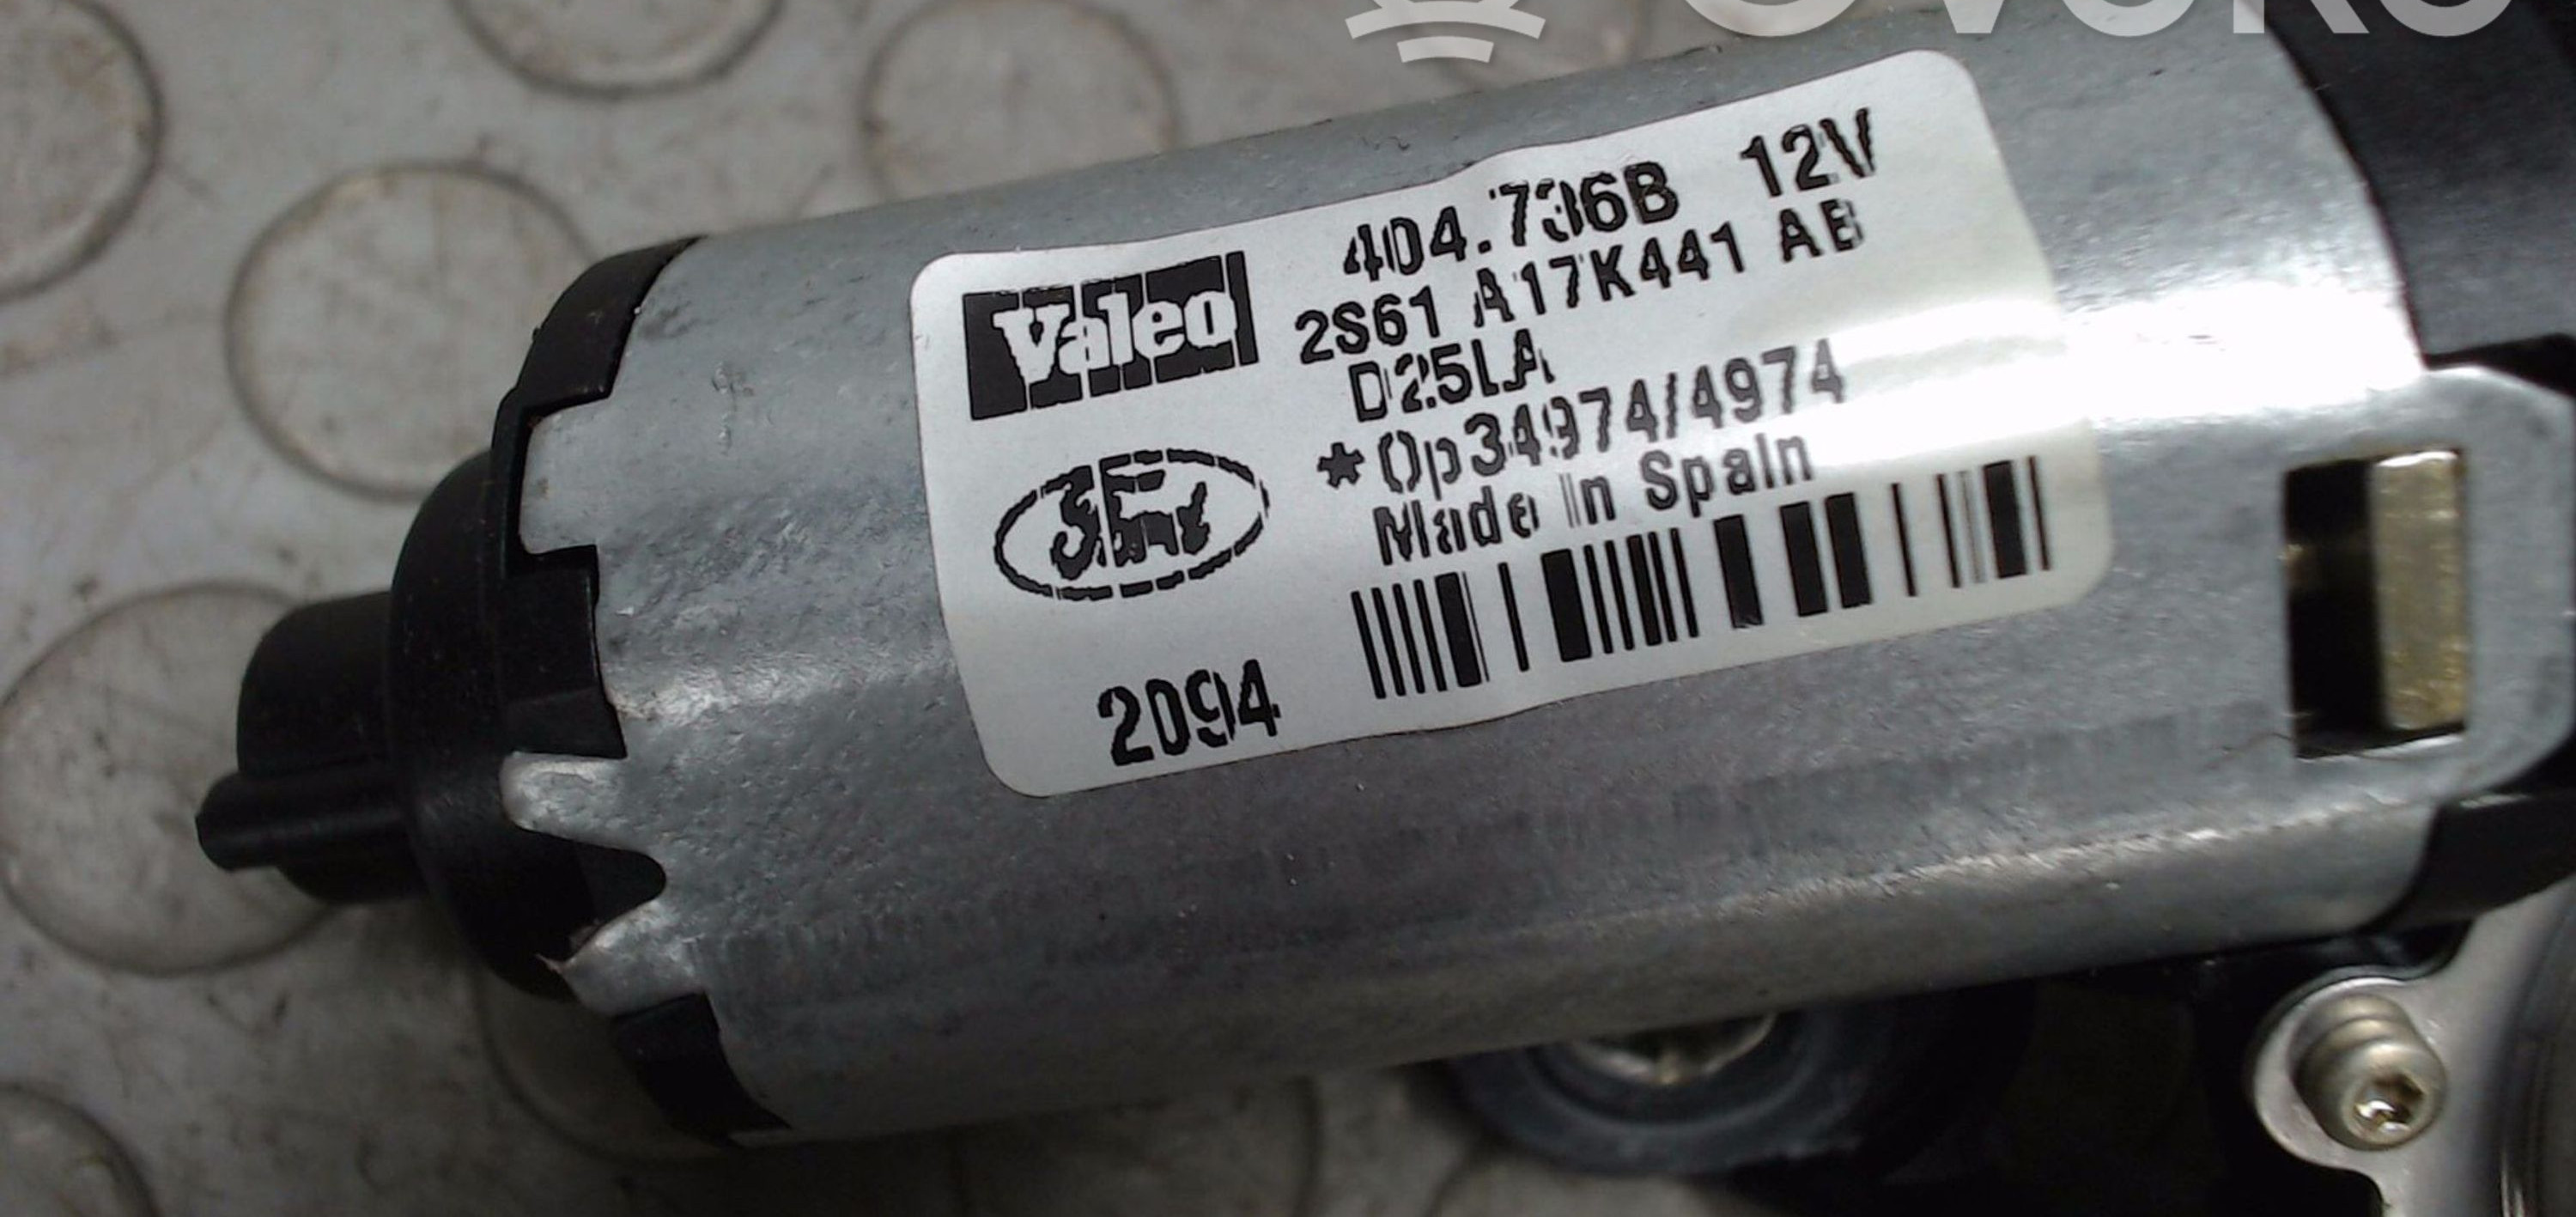 Valeo
404.736B 12V
2S61 A17K441 AB
D25LA
*Op34974/4974
Made In Spain
2094